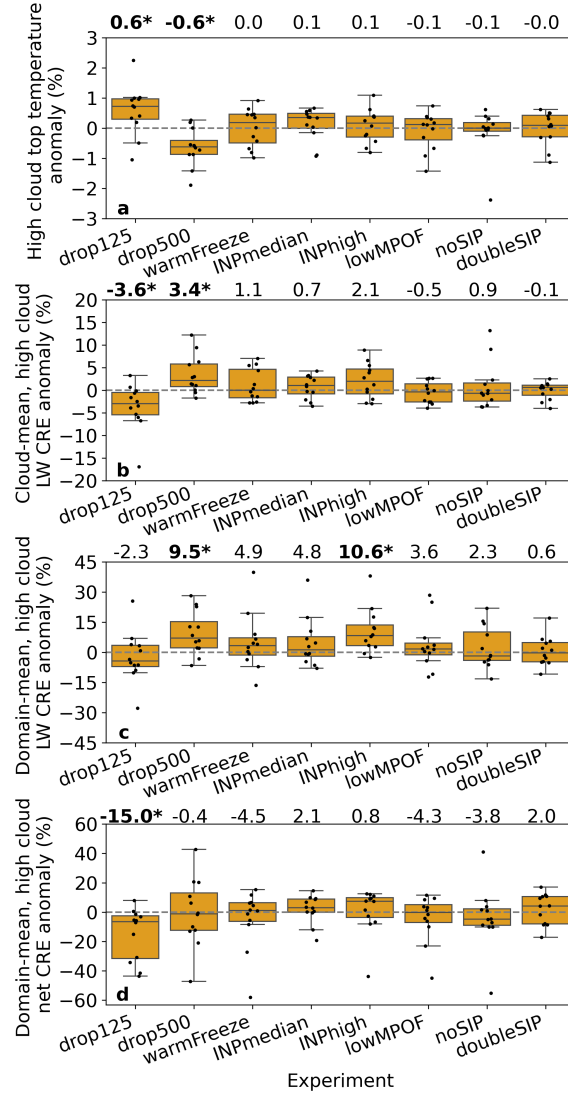 0.6* -0.6* 0.0 0.1 0.1 -0.1 -0.1 -0.0
High cloud top temperature
anomaly (%)
3
2
1
0
−1
−2
−3
a
drop125 drop500 warmFreeze INPmedian INPhigh lowMPOF noSIP doubleSIP
-3.6* 3.4* 1.1 0.7 2.1 -0.5 0.9 -0.1
Cloud-mean, high cloud
LW CRE anomaly (%)
20
15
10
5
0
−5
−10
−15
−20
b
drop125 drop500 warmFreeze INPmedian INPhigh lowMPOF noSIP doubleSIP
-2.3 9.5* 4.9 4.8 10.6* 3.6 2.3 0.6
Domain-mean, high cloud
LW CRE anomaly (%)
45
30
15
0
−15
−30
−45
c
drop125 drop500 warmFreeze INPmedian INPhigh lowMPOF noSIP doubleSIP
-15.0* -0.4 -4.5 2.1 0.8 -4.3 -3.8 2.0
Domain-mean, high cloud
net CRE anomaly (%)
60
40
20
0
−20
−40
−60
d
drop125 drop500 warmFreeze INPmedian INPhigh lowMPOF noSIP doubleSIP
Experiment